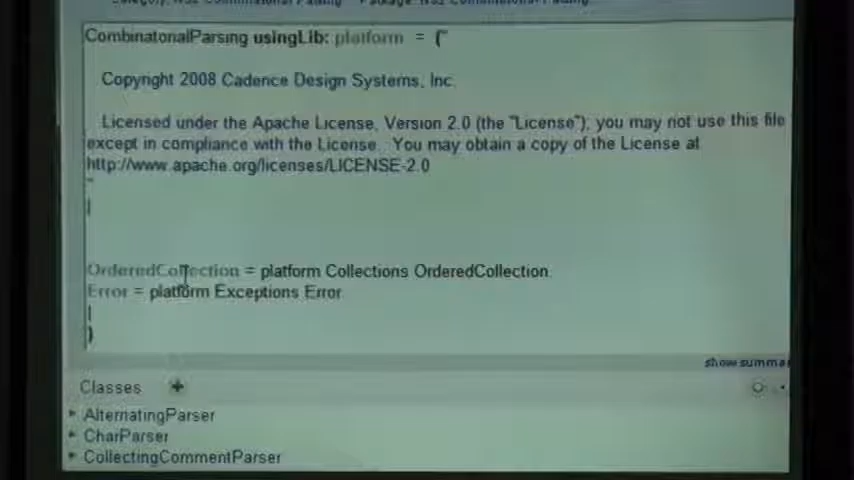 CombinatorialParsing usingLib: platform = ("
Copyright 2008 Cadence Design Systems, Inc.
Licensed under the Apache License, Version 2.0 (the "License"); you may not use this file
except in compliance with the License. You may obtain a copy of the License at
http://www.apache.org/licenses/LICENSE-2.0
"
|
OrderedCollection = platform Collections OrderedCollection.
Error = platform Exceptions Error.
|
)
show summa
Classes +
AlternatingParser
CharParser
CollectingCommentParser